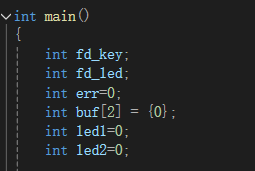 int main()
{
int fd_key;
int fd_led;
int err=0;
int buf[2] = {0};
int led1=0;
int led2=0;